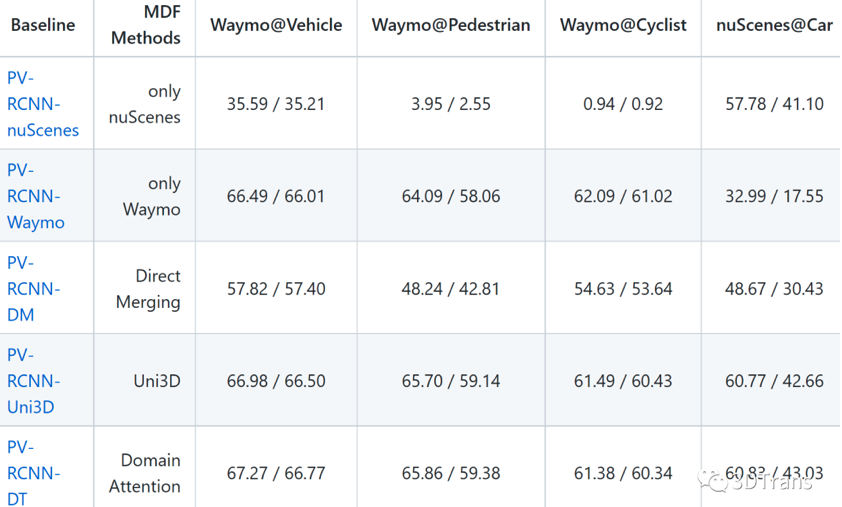 Baseline MDF Methods Waymo@Vehicle Waymo@Pedestrian Waymo@Cyclist nuScenes@Car
PV-RCNN-nuScenes only nuScenes 35.59 / 35.21 3.95 / 2.55 0.94 / 0.92 57.78 / 41.10
PV-RCNN-Waymo only Waymo 66.49 / 66.01 64.09 / 58.06 62.09 / 61.02 32.99 / 17.55
PV-RCNN-DM Direct Merging 57.82 / 57.40 48.24 / 42.81 54.63 / 53.64 48.67 / 30.43
PV-RCNN-Uni3D Uni3D 66.98 / 66.50 65.70 / 59.14 61.49 / 60.43 60.77 / 42.66
PV-RCNN-DT Domain Attention 67.27 / 66.77 65.86 / 59.38 61.38 / 60.34 60.83 / 43.03
3DTrans